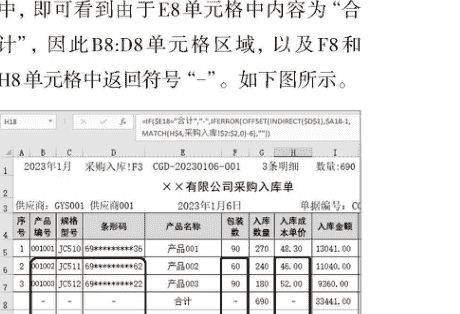 中, 即可看到由于E8单元格中内容为“合
计”, 因此B8:D8单元格区域, 以及F8和
H8单元格中返回符号“-”。如下图所示。
H18 =IF($E18="合计","-",IFERROR(OFFSET(INDIRECT($D$1),$A18-1,
MATCH(H$4,采购入库!$2:$2,0)-6),""))
A B C D E F G H I
1 2023年1月 采购入库!F3 CGD-20230106-001 3条明细 数量:690
2 ××有限公司采购入库单
3 供应商: GYS001 供应商001 2023年1月6日 单据编号: CG
4 序号 产品编号 规格型号 条形码 产品名称 包装数 入库数量 入库成本单价 入库金额
5 1 001001 JC510 69*********36 产品001 90 270 48.30 13041.00
6 2 001002 JC511 69*********62 产品002 60 240 46.00 11040.00
7 3 001003 JC512 69*********22 产品003 90 180 52.00 9360.00
8 - - - 合计 - 690 - 33441.00